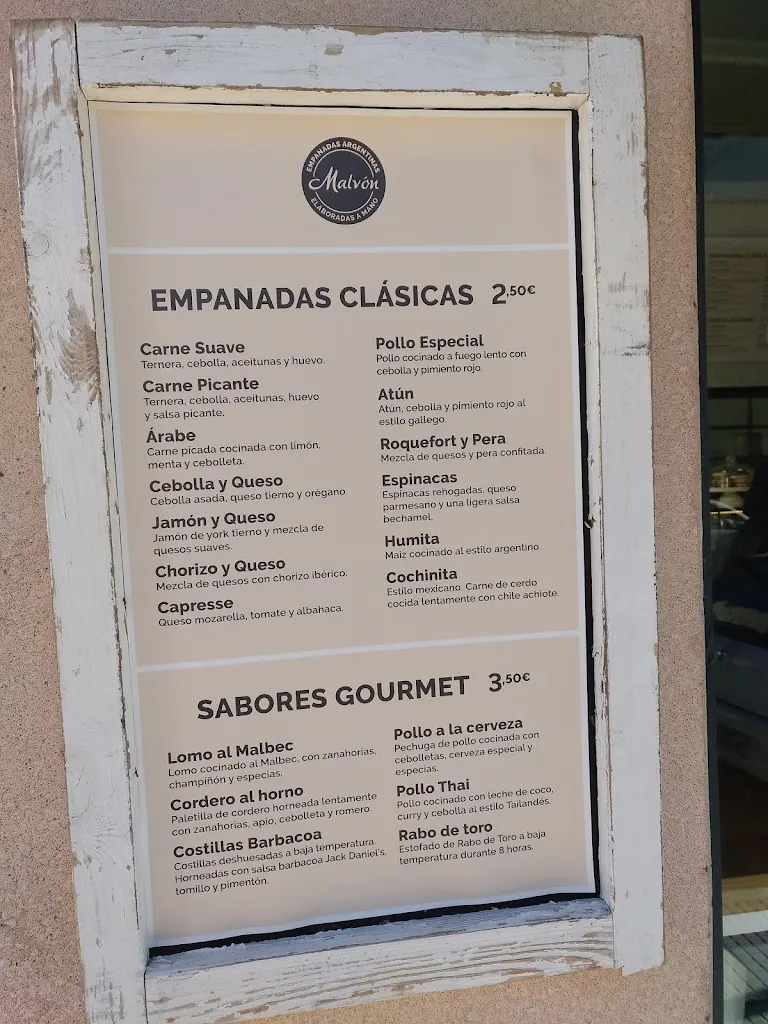 EMPANADAS ARGENTINAS
Malvón
ELABORADAS A MANO
EMPANADAS CLÁSICAS 2,50€
Carne Suave
Ternera, cebolla, aceitunas y huevo.
Carne Picante
Ternera, cebolla, aceitunas, huevo
y salsa picante.
Árabe
Carne picada cocinada con limón,
menta y cebolleta.
Cebolla y Queso
Cebolla asada, queso tierno y orégano
Jamón y Queso
Jamón de york tierno y mezcla de
quesos suaves.
Chorizo y Queso
Mezcla de quesos con chorizo ibérico.
Capresse
Queso mozarella, tomate y albahaca.
Pollo Especial
Pollo cocinado a fuego lento con
cebolla y pimiento rojo.
Atún
Atún, cebolla y pimiento rojo al
estilo gallego.
Roquefort y Pera
Mezcla de quesos y pera confitada.
Espinacas
Espinacas rehogadas, queso
parmesano y una ligera salsa
bechamel.
Humita
Maíz cocinado al estilo argentino.
Cochinita
Estilo mexicano. Carne de cerdo
cocida lentamente con chile achiote.
SABORES GOURMET 3,50€
Lomo al Malbec
Lomo cocinado al Malbec, con zanahorias,
champiñón y especias.
Cordero al horno
Paletilla de cordero horneada lentamente
con zanahorias, apio, cebolleta y romero.
Costillas Barbacoa
Costillas deshuesadas a baja temperatura.
Horneadas con salsa barbacoa Jack Daniel's,
tomillo y pimentón.
Pollo a la cerveza
Pechuga de pollo cocinada con
cebolletas, cerveza especial y
especias.
Pollo Thai
Pollo cocinado con leche de coco,
curry y cebolla al estilo Tailandés.
Rabo de toro
Estofado de Rabo de Toro a baja
temperatura durante 8 horas.